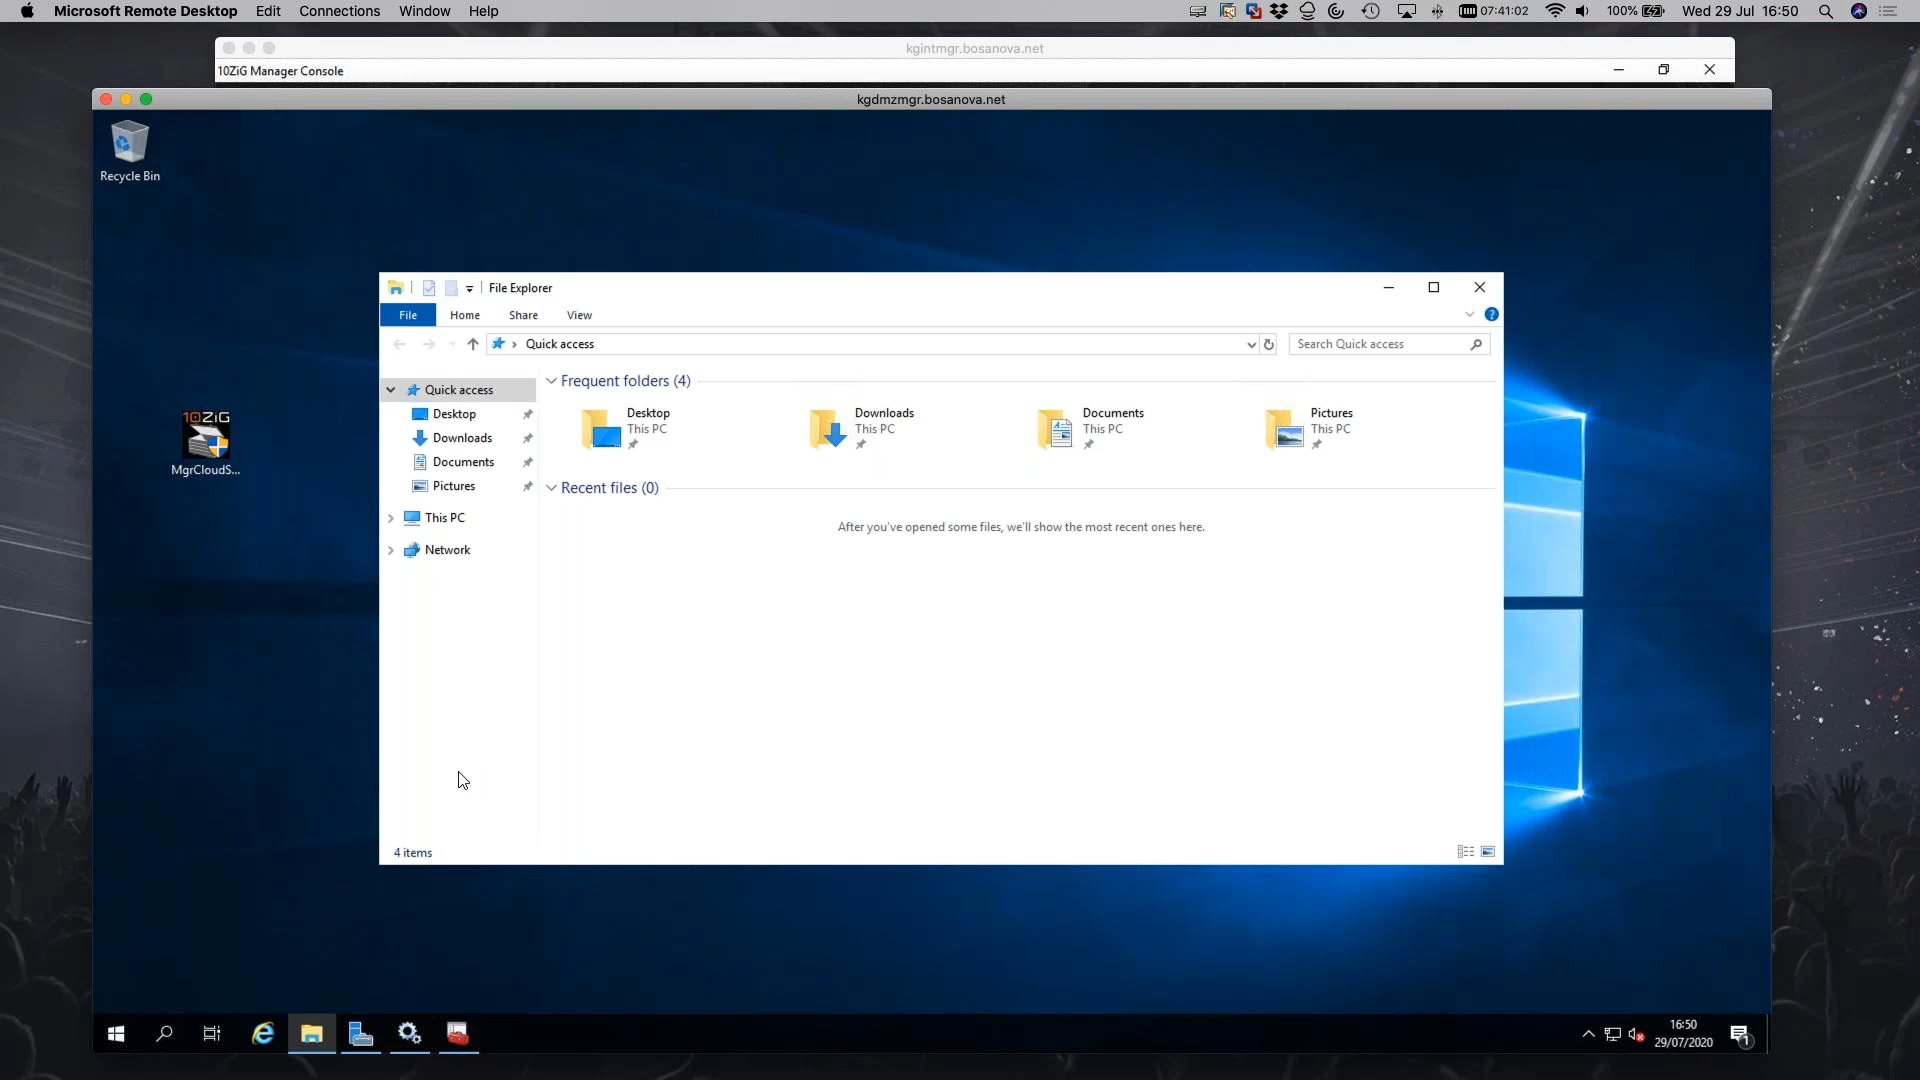 Microsoft Remote Desktop Edit Connections Window Help
07:41:02 100% Wed 29 Jul 16:50
kgintmgr.bosanova.net
10ZiG Manager Console
kgdmzmgr.bosanova.net
Recycle Bin
File Explorer
File Home Share View
Quick access
Search Quick access
Quick access
Desktop
Downloads
Documents
Pictures
This PC
Network
Frequent folders (4)
Desktop
This PC
Downloads
This PC
Documents
This PC
Pictures
This PC
Recent files (0)
After you've opened some files, we'll show the most recent ones here.
10ZiG
MgrCloudS...
4 items
16:50
29/07/2020
1